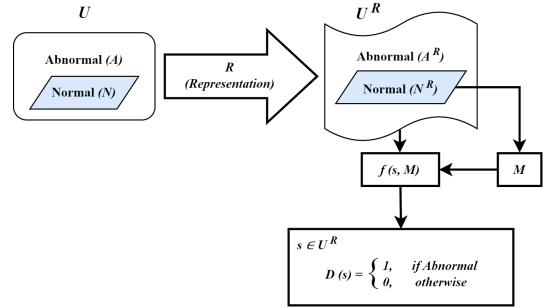 U
U^R
Abnormal (A)
Normal (N)
R
(Representation)
Abnormal (A^R)
Normal (N^R)
f (s, M)
M
s ∈ U^R
D (s) = { 1, if Abnormal
0, otherwise